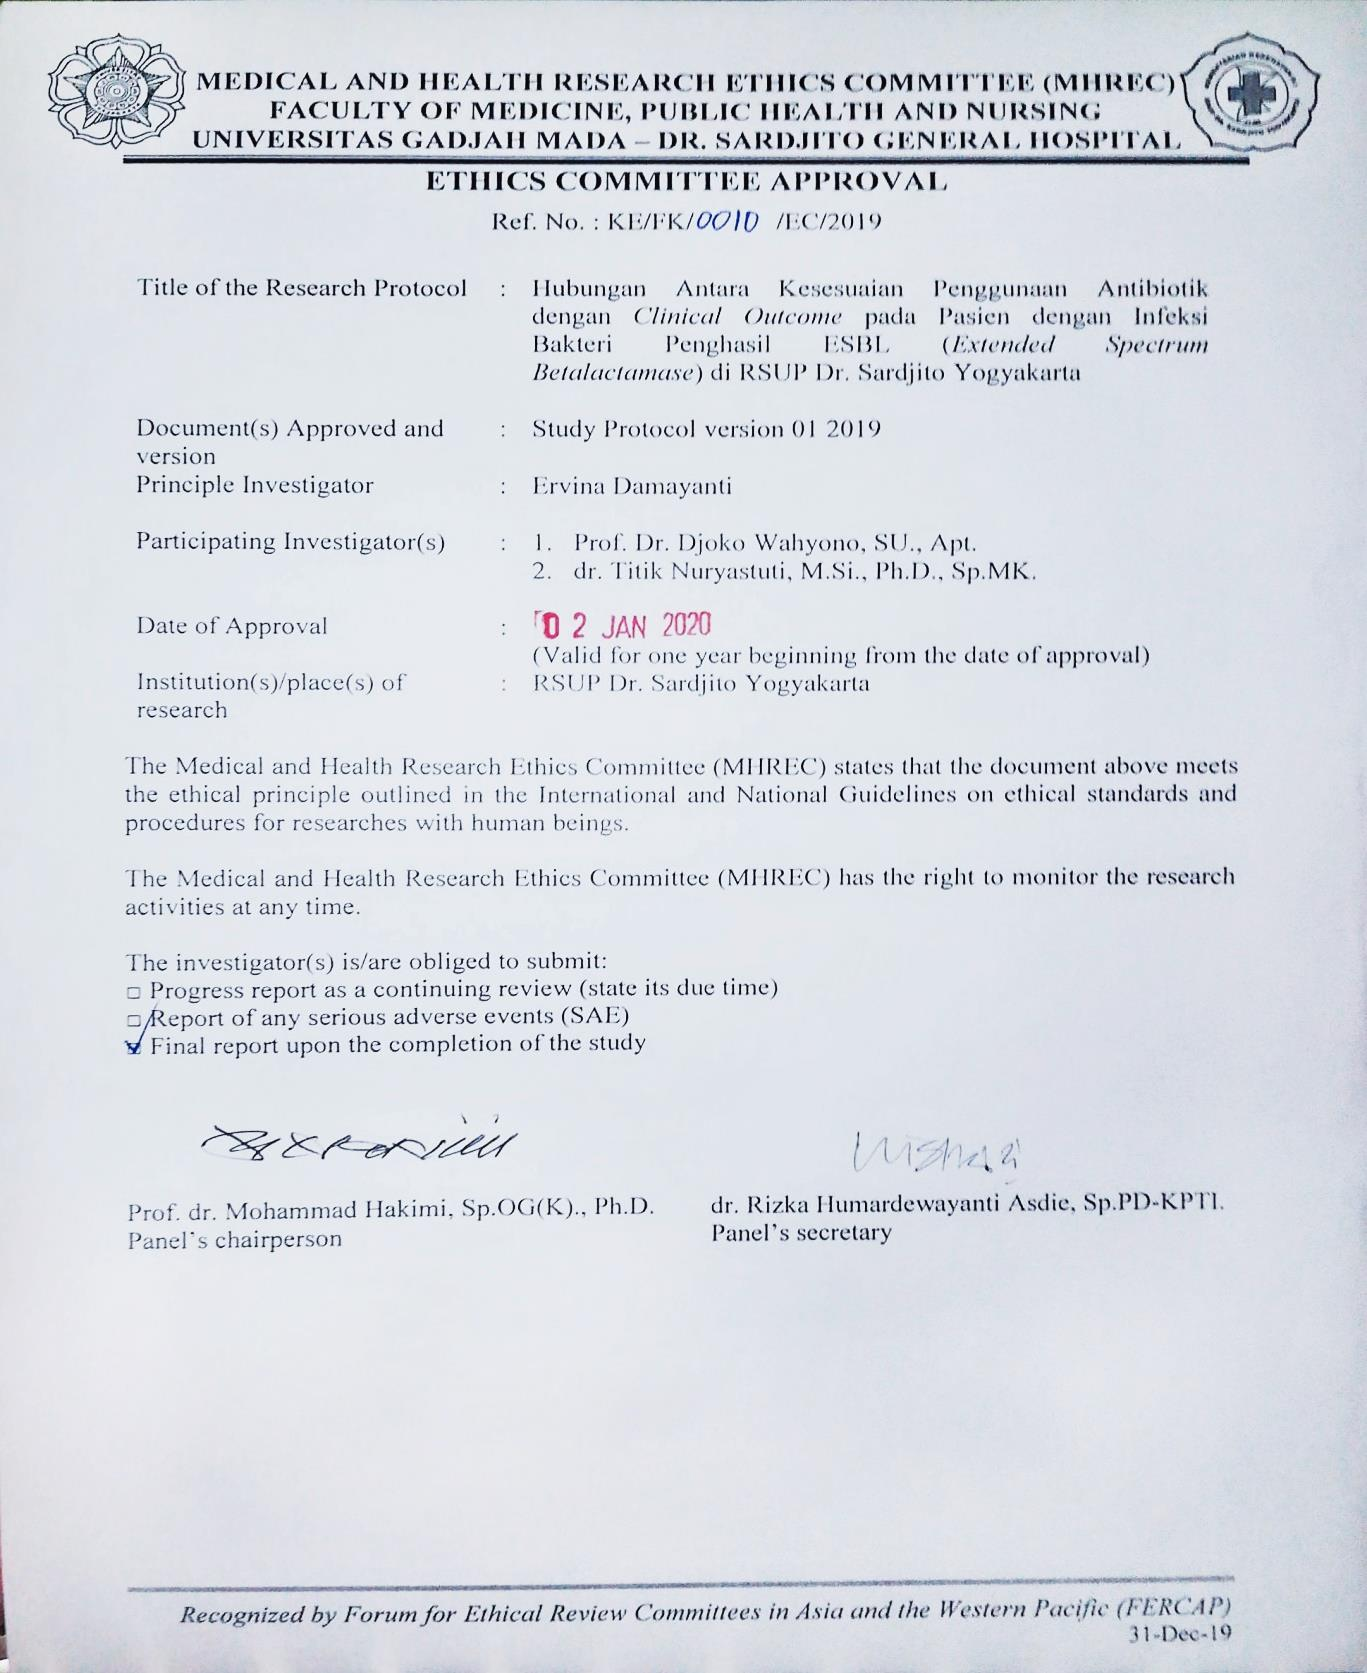 MEDICAL AND HEALTH RESEARCH ETHICS COMMITTEE (MHREC)
FACULTY OF MEDICINE, PUBLIC HEALTH AND NURSING
UNIVERSITAS GADJAH MADA – DR. SARDJITO GENERAL HOSPITAL
ETHICS COMMITTEE APPROVAL
Ref. No. : KE/FK/0010 /EC/2019
Title of the Research Protocol : Hubungan Antara Kesesuaian Penggunaan Antibiotik
dengan Clinical Outcome pada Pasien dengan Infeksi
Bakteri Penghasil ESBL (Extended Spectrum
Betalactamase) di RSUP Dr. Sardjito Yogyakarta
Document(s) Approved and : Study Protocol version 01 2019
version
Principle Investigator : Ervina Damayanti
Participating Investigator(s) : 1. Prof. Dr. Djoko Wahyono, SU., Apt.
2. dr. Titik Nuryastuti, M.Si., Ph.D., Sp.MK.
Date of Approval : 02 JAN 2020
(Valid for one year beginning from the date of approval)
Institution(s)/place(s) of : RSUP Dr. Sardjito Yogyakarta
research
The Medical and Health Research Ethics Committee (MHREC) states that the document above meets
the ethical principle outlined in the International and National Guidelines on ethical standards and
procedures for researches with human beings.
The Medical and Health Research Ethics Committee (MHREC) has the right to monitor the research
activities at any time.
The investigator(s) is/are obliged to submit:
□ Progress report as a continuing review (state its due time)
□ Report of any serious adverse events (SAE)
☑ Final report upon the completion of the study
Prof. dr. Mohammad Hakimi, Sp.OG(K)., Ph.D. dr. Rizka Humardewayanti Asdie, Sp.PD-KPTI.
Panel's chairperson Panel's secretary
Recognized by Forum for Ethical Review Committees in Asia and the Western Pacific (FERCAP)
31-Dec-19